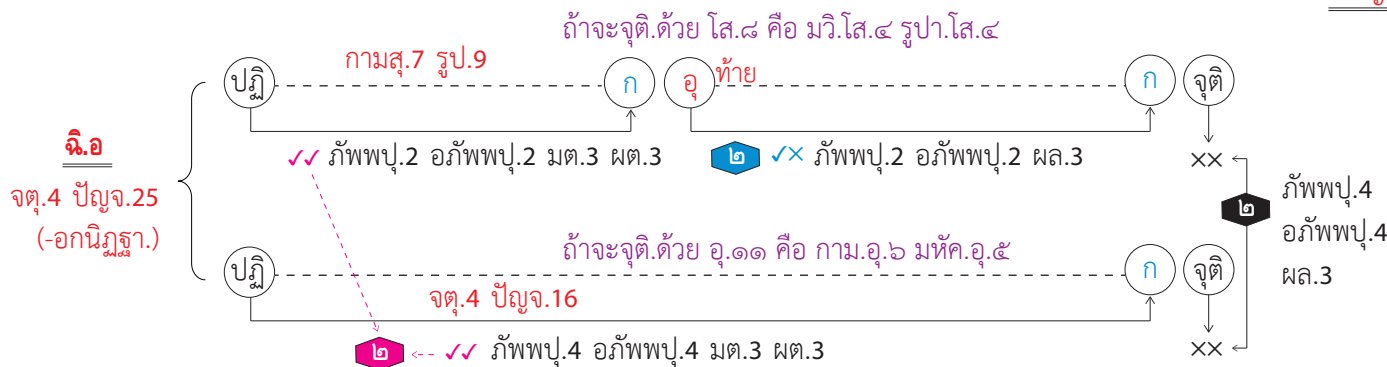 ถ้าจะจุติ.ด้วย โส.๘ คือ มวิ.โส.๔ รูปา.โส.๔
กามสุ.7 รูป.9
ปฏิ ก อุ ท้าย ก จุติ
ฉิ.อ
✓✓ ภัพพปุ.2 อภัพพปุ.2 มต.3 ผต.3 ๒ ✓× ภัพพปุ.2 อภัพพปุ.2 ผล.3 ××
จตุ.4 ปัญจ.25
(-อกนิฏฐา.)
๒ ภัพพปุ.4
อภัพพปุ.4
ผล.3
ถ้าจะจุติ.ด้วย อุ.๑๑ คือ กาม.อุ.๖ มหัค.อุ.๕
ปฏิ ก จุติ
จตุ.4 ปัญจ.16
๒ ✓✓ ภัพพปุ.4 อภัพพปุ.4 มต.3 ผต.3 ××